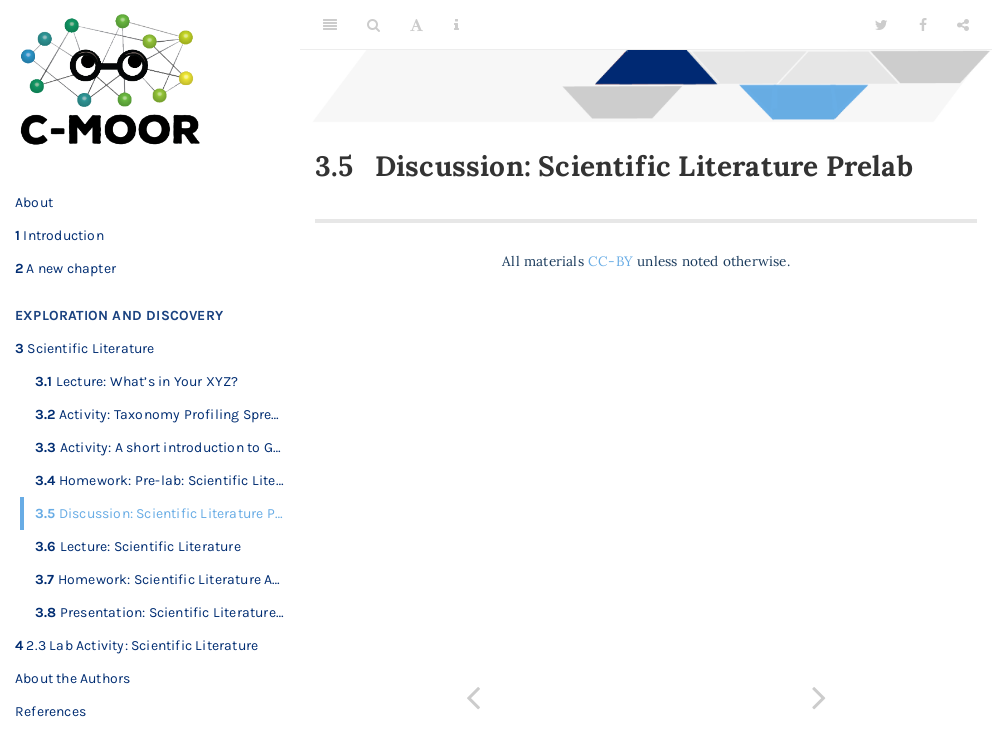 C-MOOR
About
1 Introduction
2 A new chapter
EXPLORATION AND DISCOVERY
3 Scientific Literature
3.1 Lecture: What's in Your XYZ?
3.2 Activity: Taxonomy Profiling Spre…
3.3 Activity: A short introduction to G…
3.4 Homework: Pre-lab: Scientific Lite…
3.5 Discussion: Scientific Literature P…
3.6 Lecture: Scientific Literature
3.7 Homework: Scientific Literature A…
3.8 Presentation: Scientific Literature…
4 2.3 Lab Activity: Scientific Literature
About the Authors
References
A
3.5 Discussion: Scientific Literature Prelab
All materials CC-BY unless noted otherwise.